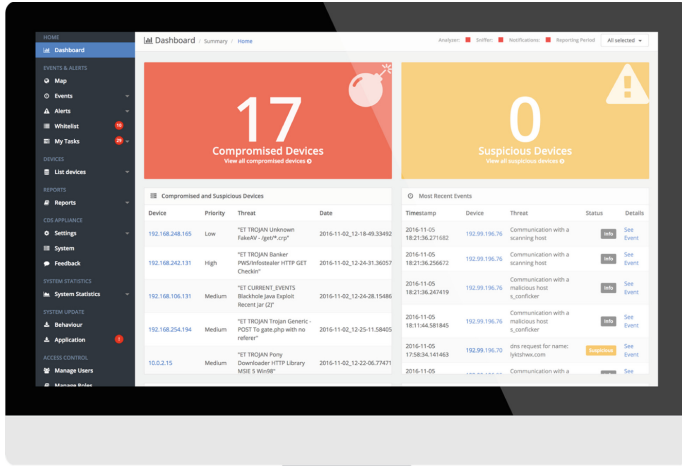 HOME
Dashboard
EVENTS & ALERTS
Map
Events
Alerts
Whitelist
My Tasks
DEVICES
List devices
REPORTS
Reports
CDE APPLIANCE
Settings
System
Feedback
SYSTEM STATISTICS
System Statistics
SYSTEM UPDATE
Behaviour
Application 1
ACCESS CONTROL
Manage Users
Manage Roles
Dashboard / Summary / Home
Analyzer: Sniffer: Notifications: Reporting Period All selected
17
Compromised Devices
View all compromised devices
0
Suspicious Devices
View all suspicious devices
Compromised and Suspicious Devices
Device Priority Threat Date
192.168.248.165 Low "ET TROJAN Unknown 2016-11-02_12-18-49.33492
FakeAV - /get/*.crp"
192.168.242.131 High "ET TROJAN Banker 2016-11-02_12-24-31.36057
PWS/Infostealer HTTP GET
Checkin"
192.168.106.131 Medium "ET CURRENT_EVENTS 2016-11-02_12-24-28.15486
Blackhole Java Exploit
Recent Jar (2)"
192.168.254.194 Medium "ET TROJAN Trojan Generic - 2016-11-02_12-25-11.58405
POST To gate.php with no
referer"
10.0.2.15 Medium "ET TROJAN Pony 2016-11-02_12-22-06.77471
Downloader HTTP Library
MSIE 5 Win98"
Most Recent Events
Timestamp Device Threat Status Details
2016-11-05 18:21:36.271682 192.99.196.76 Communication with a scanning host Info See Event
2016-11-05 18:21:36.256672 192.99.196.76 Communication with a scanning host Info See Event
2016-11-05 18:21:36.247419 192.99.196.76 Communication with a malicious host s_conficker Info See Event
2016-11-05 18:11:44.581845 192.99.196.76 Communication with a malicious host s_conficker Info See Event
2016-11-05 17:58:34.141463 192.99.196.70 dns request for name: lyktshwx.com Suspicious See Event
2016-11-05 Communication with a Info See Event